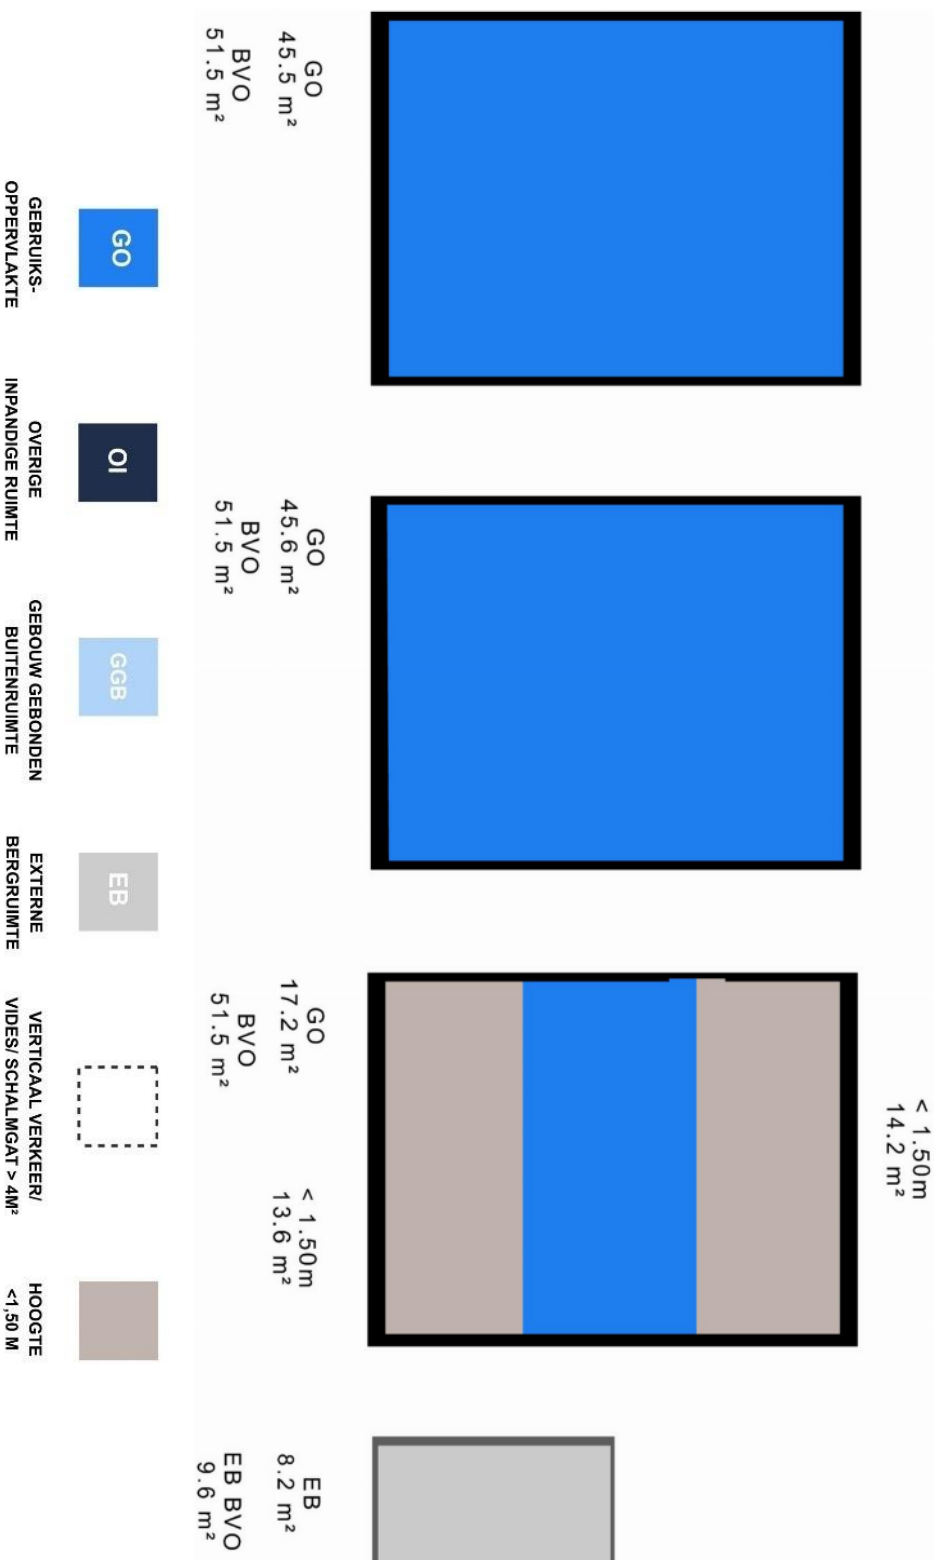 GO
45.5 m²
BVO
51.5 m²
GO
45.6 m²
BVO
51.5 m²
< 1.50m
14.2 m²
GO
17.2 m²
BVO
51.5 m²
< 1.50m
13.6 m²
EB
8.2 m²
EB BVO
9.6 m²
GO
GEBRUIKS-
OPPERVLAKTE
OI
OVERIGE
INPANDIGE RUIMTE
GGB
GEBOUW GEBONDEN
BUITENRUIMTE
EB
EXTERNE
BERGRUIMTE
VERTICAAL VERKEER/
VIDES/ SCHALMGAT > 4M²
HOOGTE
<1,50 M